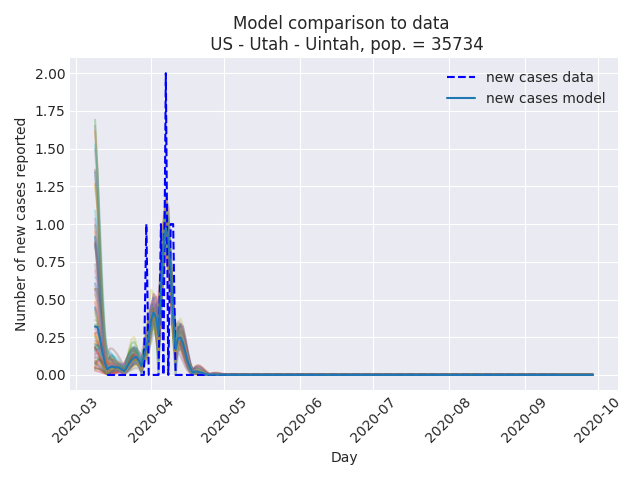 Model comparison to data
US - Utah - Uintah, pop. = 35734
new cases data
new cases model
Number of new cases reported
2.00
1.75
1.50
1.25
1.00
0.75
0.50
0.25
0.00
2020-03
2020-04
2020-05
2020-06
2020-07
2020-08
2020-09
2020-10
Day